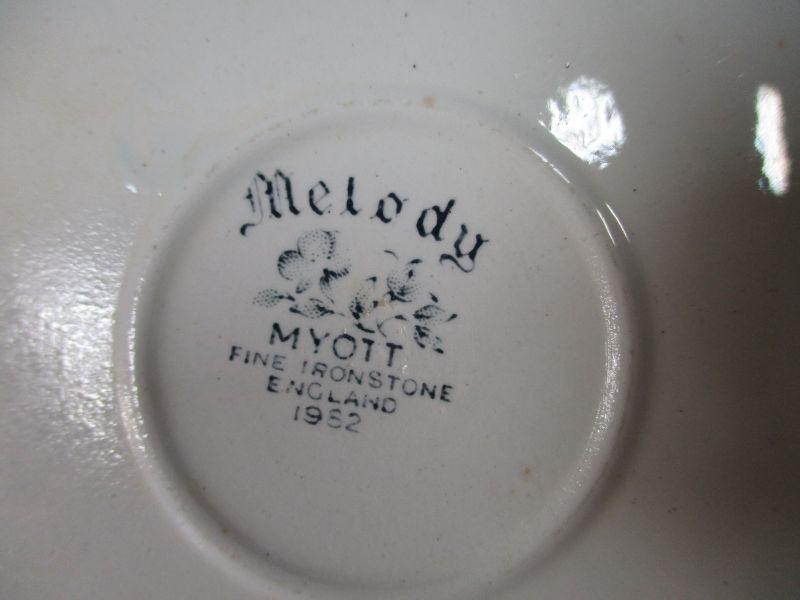 Melody
MYOTT
FINE IRONSTONE
ENGLAND
1982